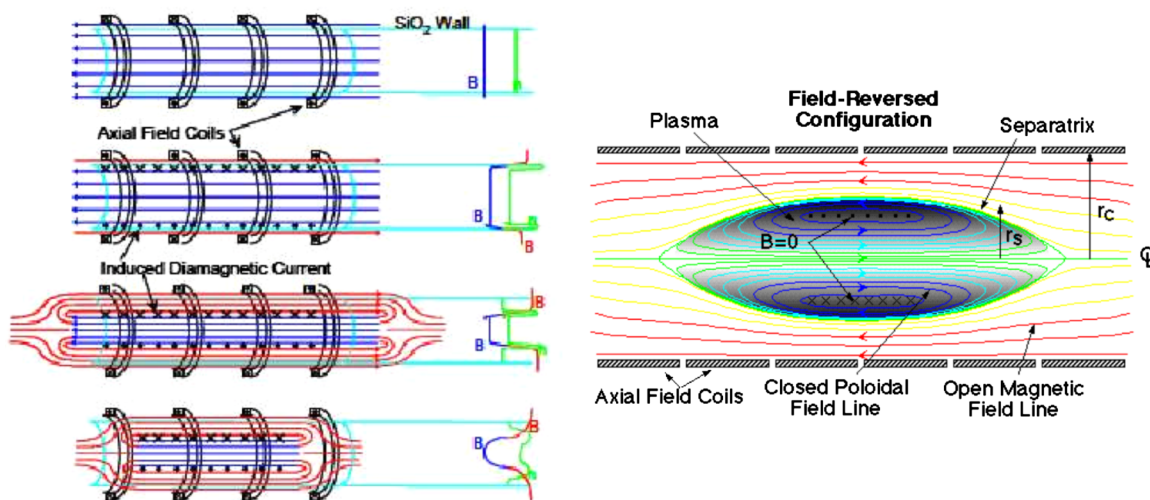 SiO2 Wall
B
Axial Field Coils
B
B
Induced Diamagnetic Current
B
B
B
B
Field-Reversed
Configuration
Plasma
Separatrix
rc
rs
B=0
℄
Axial Field Coils
Closed Poloidal
Field Line
Open Magnetic
Field Line